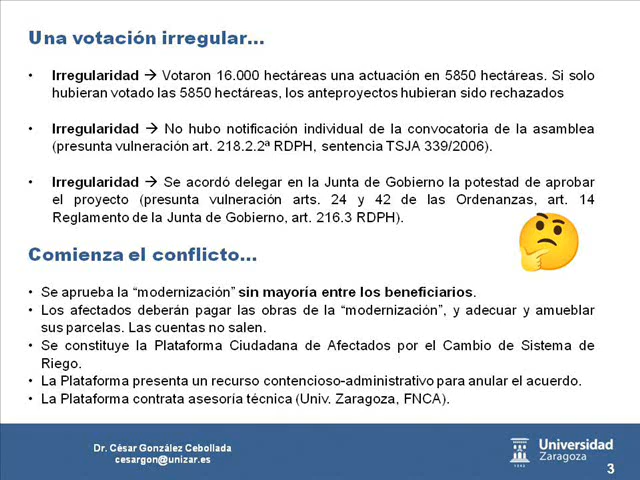 Una votación irregular...
• Irregularidad → Votaron 16.000 hectáreas una actuación en 5850 hectáreas. Si solo
hubieran votado las 5850 hectáreas, los anteproyectos hubieran sido rechazados
• Irregularidad → No hubo notificación individual de la convocatoria de la asamblea
(presunta vulneración art. 218.2.2ª RDPH, sentencia TSJA 339/2006).
• Irregularidad → Se acordó delegar en la Junta de Gobierno la potestad de aprobar
el proyecto (presunta vulneración arts. 24 y 42 de las Ordenanzas, art. 14
Reglamento de la Junta de Gobierno, art. 216.3 RDPH).
Comienza el conflicto...
• Se aprueba la “modernización” sin mayoría entre los beneficiarios.
• Los afectados deberán pagar las obras de la “modernización”, y adecuar y amueblar
sus parcelas. Las cuentas no salen.
• Se constituye la Plataforma Ciudadana de Afectados por el Cambio de Sistema de
Riego.
• La Plataforma presenta un recurso contencioso-administrativo para anular el acuerdo.
• La Plataforma contrata asesoría técnica (Univ. Zaragoza, FNCA).
Dr. César González Cebollada
cesargon@unizar.es
Universidad
Zaragoza
1542
3